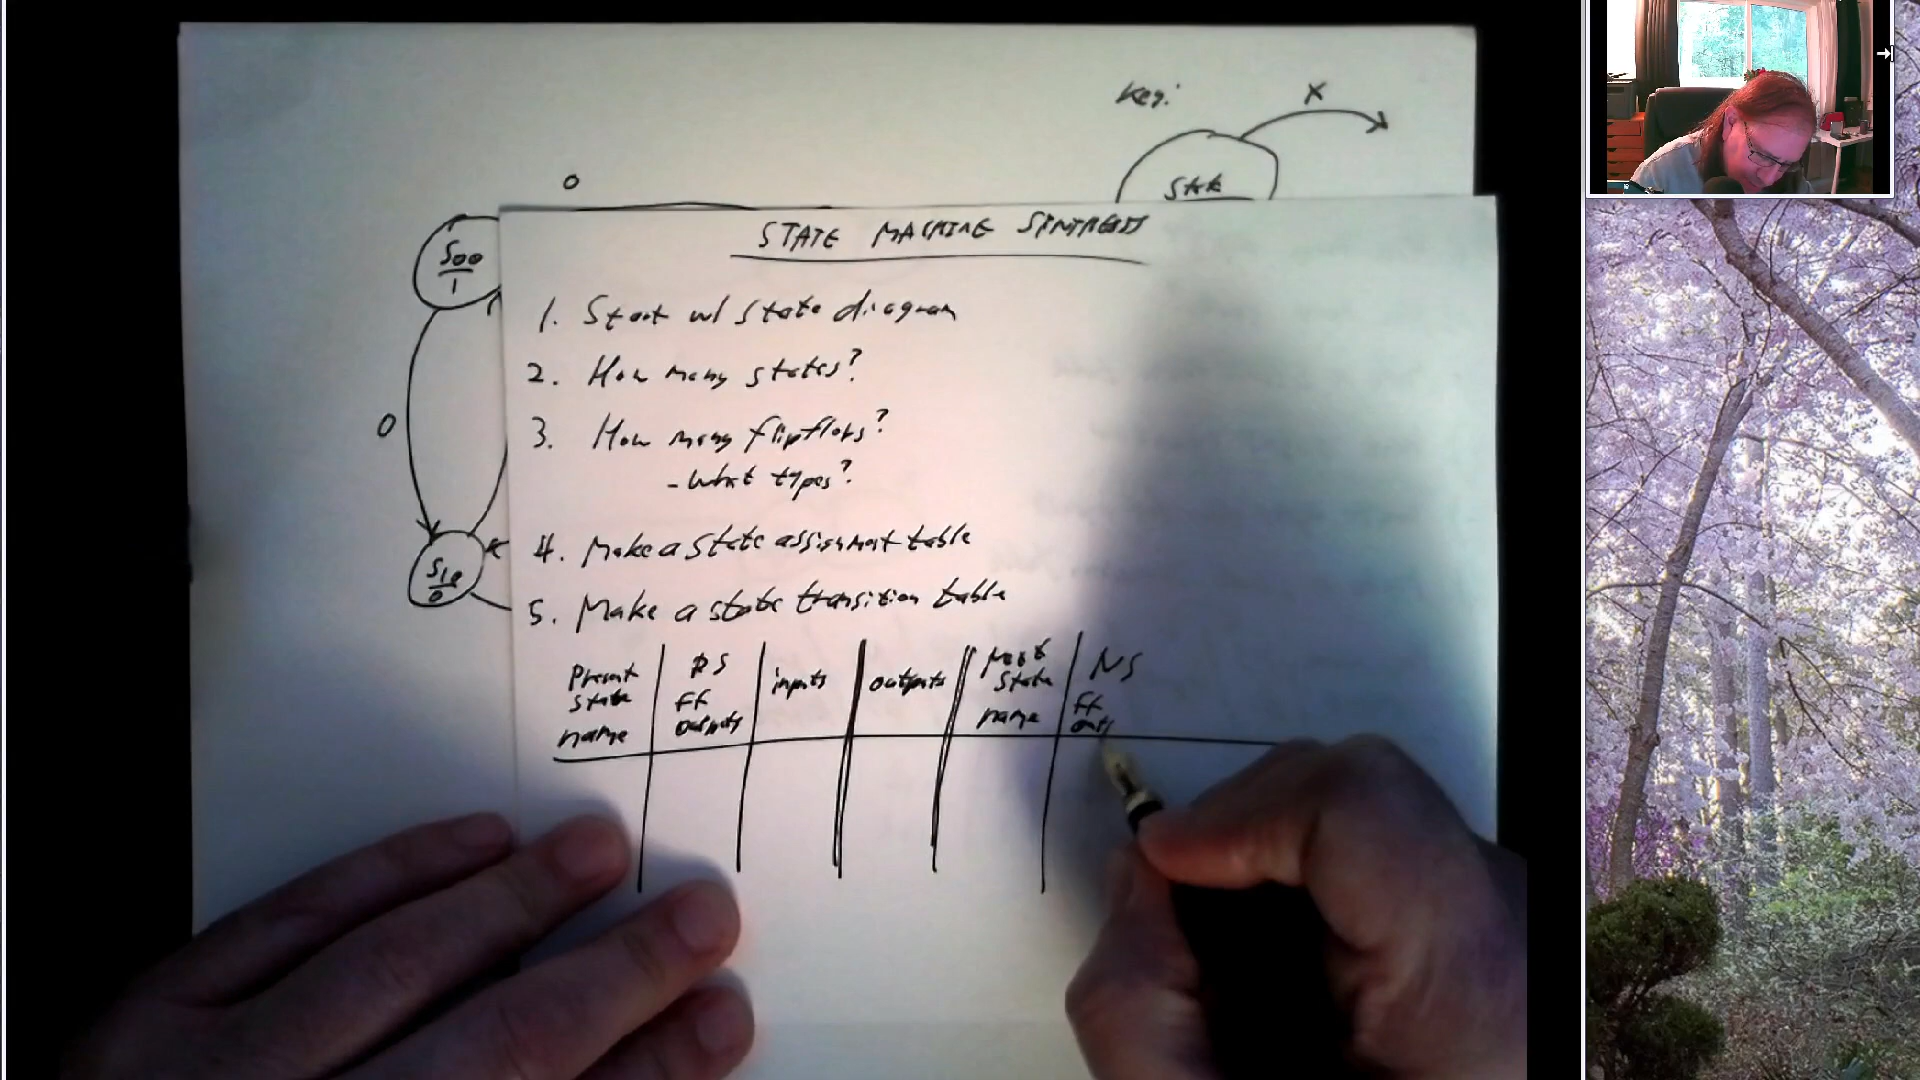 Key:
X
State
0
S00
1
0
S10
0
STATE MACHINE SYNTHESIS
1. Start w/ state diagram
2. How many states?
3. How many flipflops?
- What types?
4. Make a state assignment table
5. Make a state transition table
Present state name
PS FF outputs
inputs
outputs
Next state name
NS FF outs